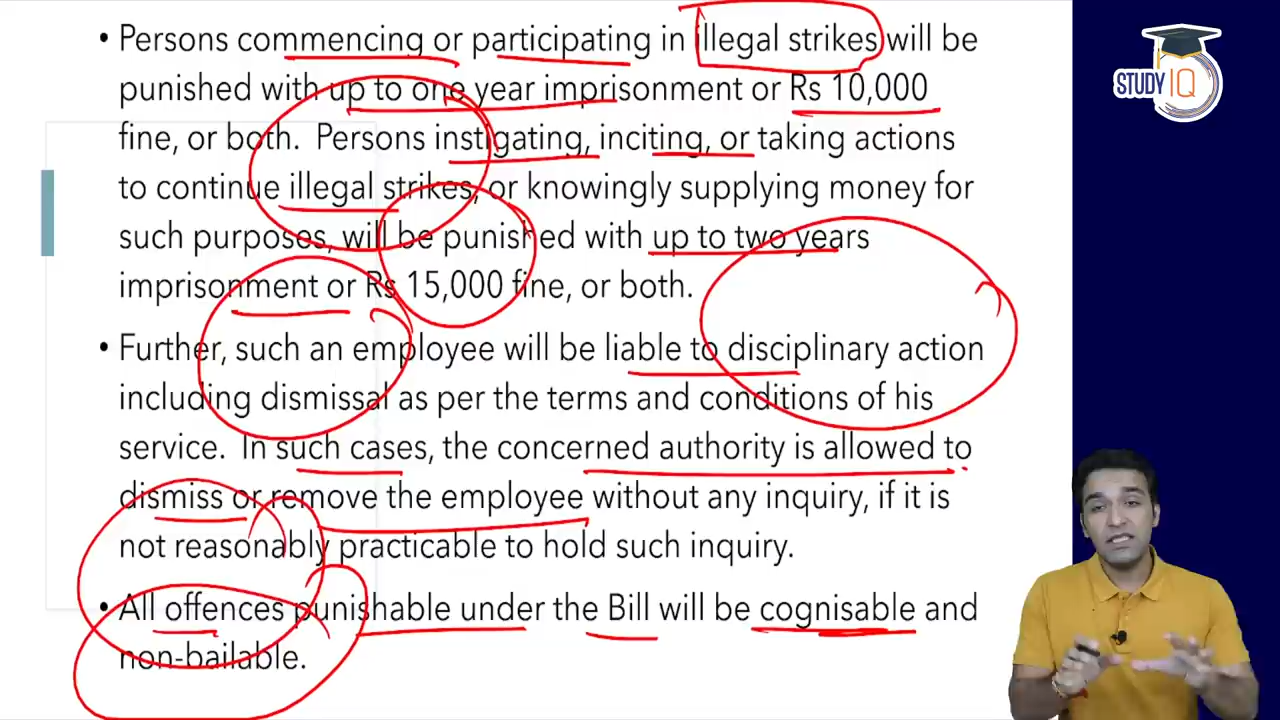 • Persons commencing or participating in illegal strikes will be
punished with up to one year imprisonment or Rs 10,000
fine, or both. Persons instigating, inciting, or taking actions
to continue illegal strikes, or knowingly supplying money for
such purposes, will be punished with up to two years
imprisonment or Rs 15,000 fine, or both.
• Further, such an employee will be liable to disciplinary action
including dismissal as per the terms and conditions of his
service. In such cases, the concerned authority is allowed to
dismiss or remove the employee without any inquiry, if it is
not reasonably practicable to hold such inquiry.
• All offences punishable under the Bill will be cognisable and
non-bailable.
STUDY IQ